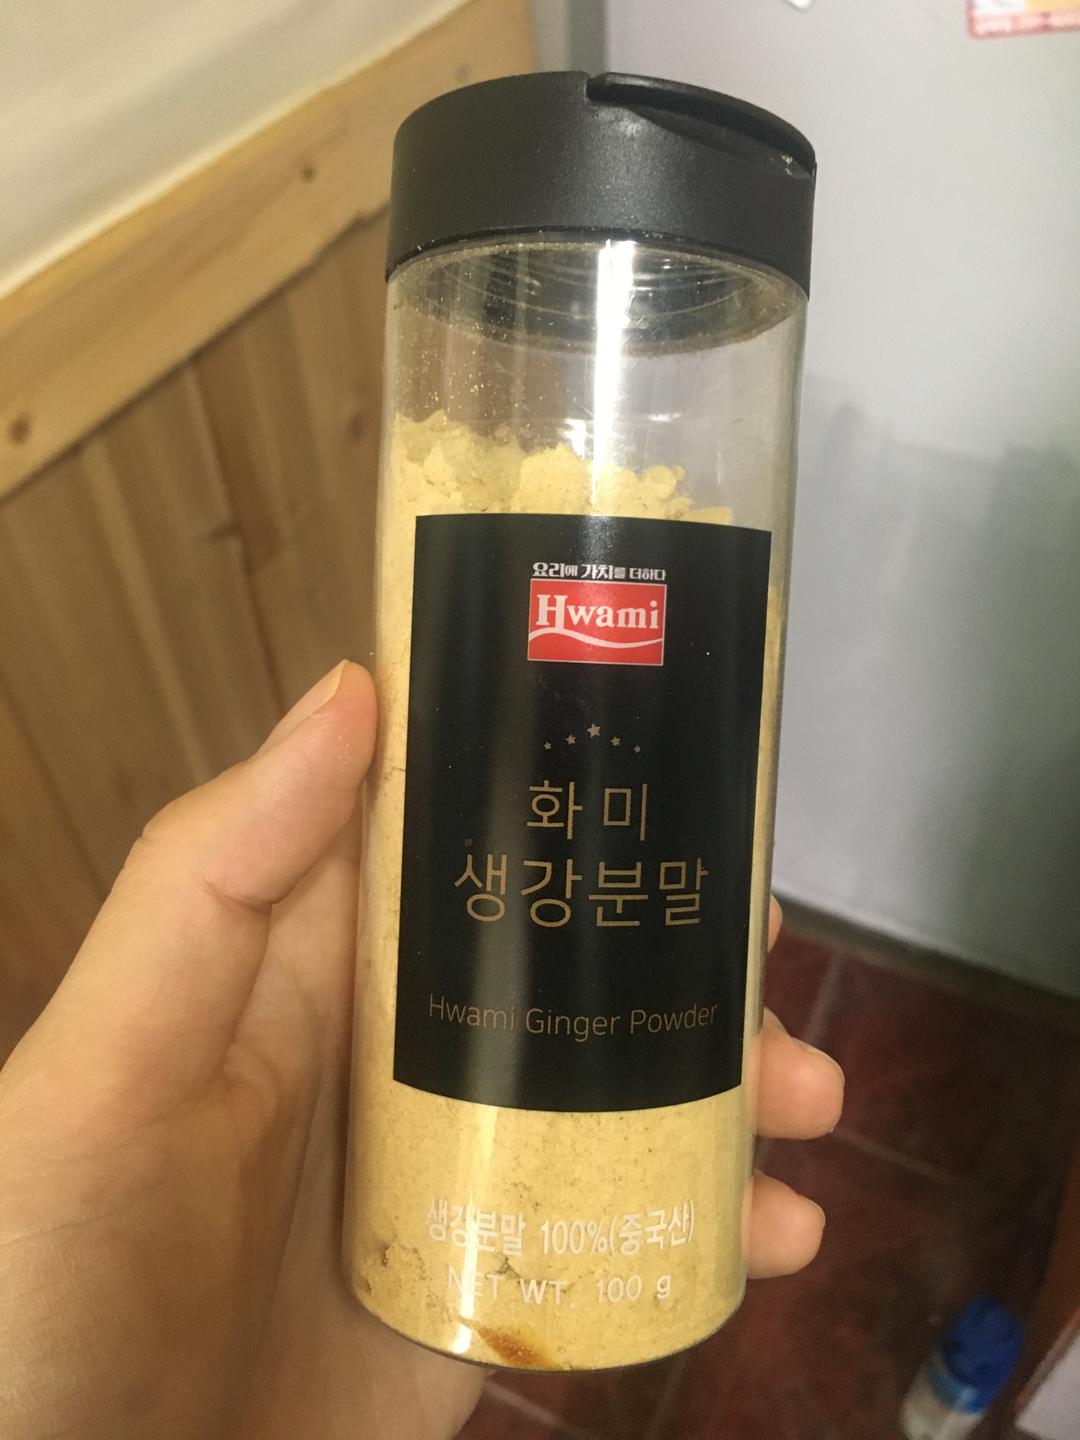 요리에 가치를 더하다
Hwami
화미
생강분말
Hwami Ginger Powder
생강분말 100%(중국산)
NET WT. 100 g